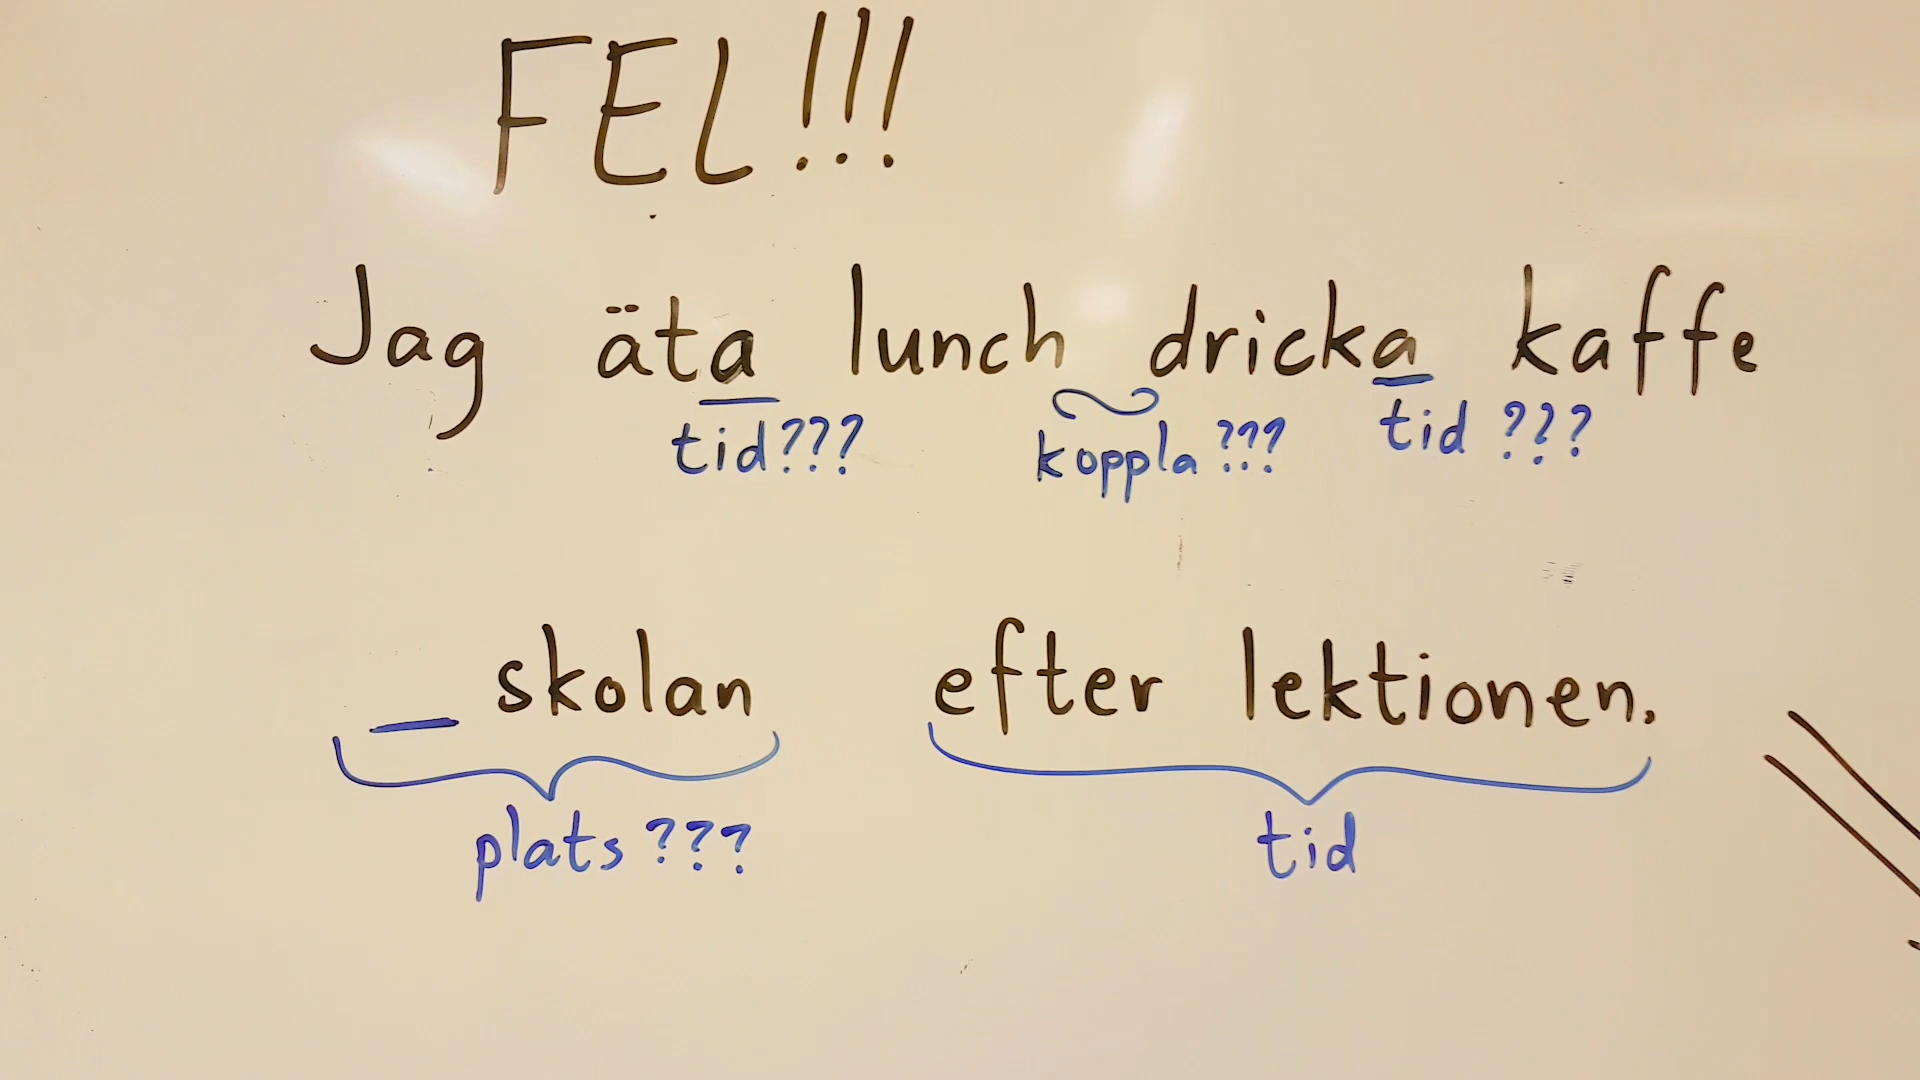 FEL!!!
Jag äta lunch dricka kaffe
tid??? koppla??? tid???
_ skolan efter lektionen.
plats??? tid